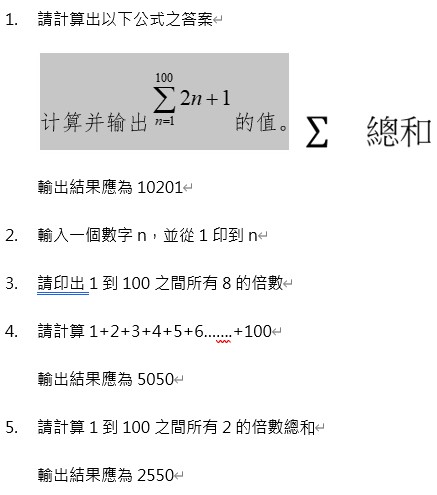 1. 請計算出以下公式之答案↵
100
计算并输出 ∑ 2n+1 的值。 Σ 總和
n=1
輸出結果應為 10201↵
2. 輸入一個數字 n，並從 1 印到 n↵
3. 請印出 1 到 100 之間所有 8 的倍數↵
4. 請計算 1+2+3+4+5+6…….+100↵
輸出結果應為 5050↵
5. 請計算 1 到 100 之間所有 2 的倍數總和↵
輸出結果應為 2550↵